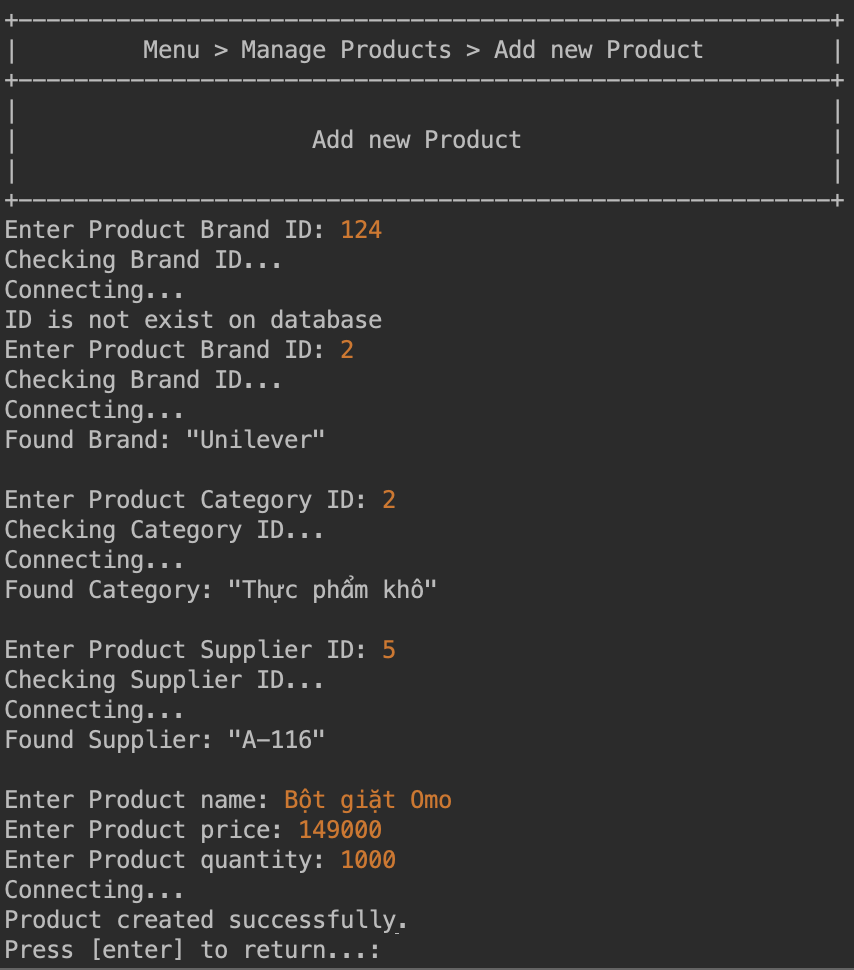 Menu > Manage Products > Add new Product
Add new Product
Enter Product Brand ID: 124
Checking Brand ID...
Connecting...
ID is not exist on database
Enter Product Brand ID: 2
Checking Brand ID...
Connecting...
Found Brand: "Unilever"
Enter Product Category ID: 2
Checking Category ID...
Connecting...
Found Category: "Thực phẩm khô"
Enter Product Supplier ID: 5
Checking Supplier ID...
Connecting...
Found Supplier: "A-116"
Enter Product name: Bột giặt Omo
Enter Product price: 149000
Enter Product quantity: 1000
Connecting...
Product created successfully.
Press [enter] to return...: